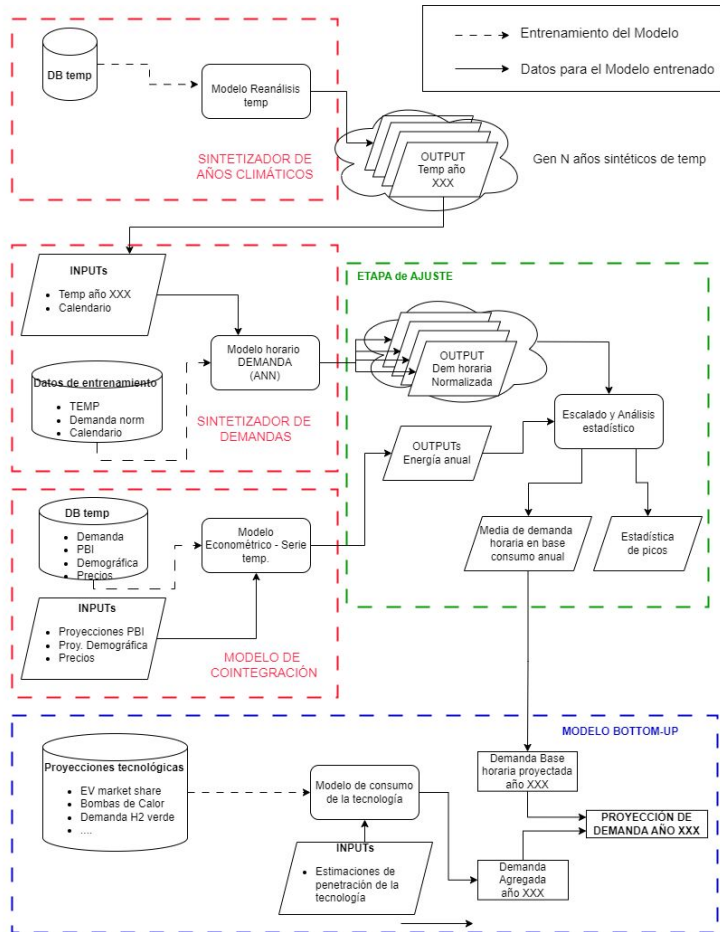 Entrenamiento del Modelo
Datos para el Modelo entrenado
DB temp
Modelo Reanálisis
temp
SINTETIZADOR DE
AÑOS CLIMÁTICOS
OUTPUT
Temp año
XXX
Gen N años sintéticos de temp
INPUTs
• Temp año XXX
• Calendario
Datos de entrenamiento
• TEMP
• Demanda norm
• Calendario
Modelo horario
DEMANDA
(ANN)
SINTETIZADOR DE
DEMANDAS
ETAPA de AJUSTE
OUTPUT
Dem horaria
Normalizada
Escalado y Análisis
estadístico
OUTPUTs
Energía anual
Media de demanda
horaria en base
consumo anual
Estadística
de picos
DB temp
• Demanda
• PBI
• Demográfica
• Precios
Modelo
Econométrico - Serie
temp.
INPUTs
• Proyecciones PBI
• Proy. Demográfica
• Precios
MODELO DE
COINTEGRACIÓN
MODELO BOTTOM-UP
Proyecciones tecnológicas
• EV market share
• Bombas de Calor
• Demanda H2 verde
• ....
Modelo de consumo
de la tecnología
INPUTs
• Estimaciones de
penetración de la
tecnología
Demanda Base
horaria proyectada
año XXX
PROYECCIÓN DE
DEMANDA AÑO XXX
Demanda
Agregada
año XXX